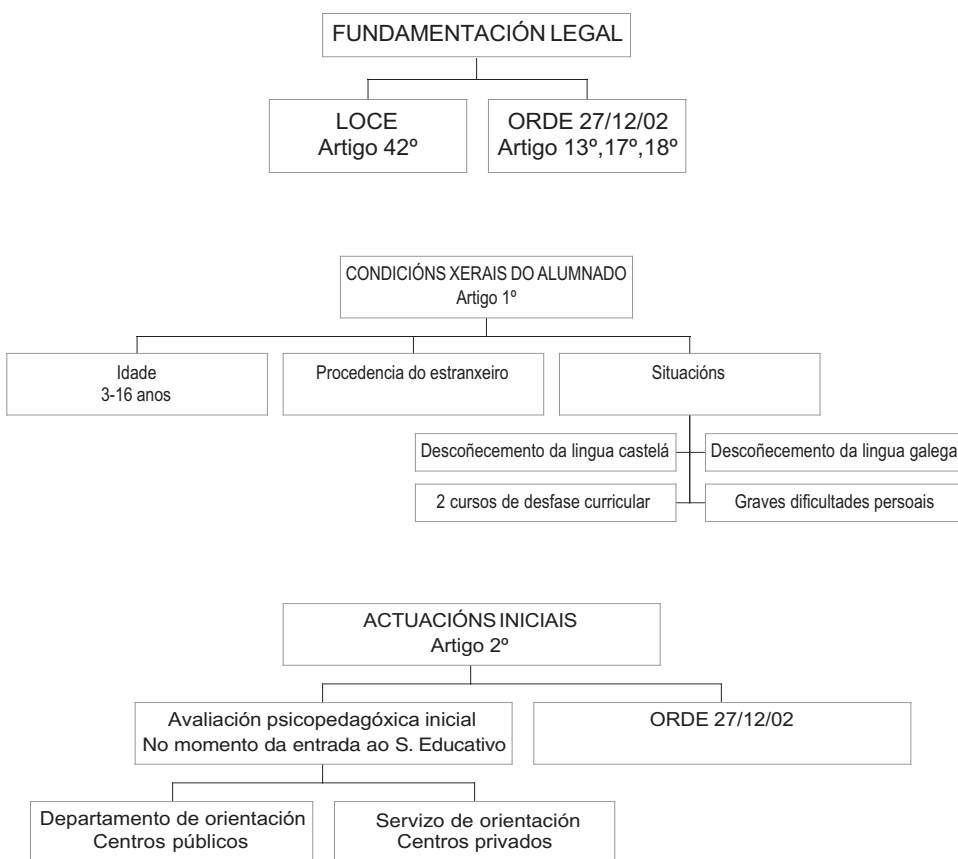 FUNDAMENTACIÓN LEGAL
LOCE
Artigo 42º
ORDE 27/12/02
Artigo 13º,17º,18º
CONDICIÓNS XERAIS DO ALUMNADO
Artigo 1º
Idade
3-16 anos
Procedencia do estranxeiro
Situacións
Descoñecemento da lingua castelá
Descoñecemento da lingua galega
2 cursos de desfase curricular
Graves dificultades persoais
ACTUACIÓNS INICIAIS
Artigo 2º
Avaliación psicopedagóxica inicial
No momento da entrada ao S. Educativo
ORDE 27/12/02
Departamento de orientación
Centros públicos
Servizo de orientación
Centros privados